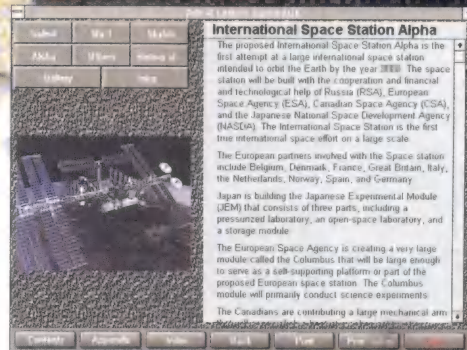 International Space Station Alpha
The proposed International Space Station Alpha is the
first attempt at a large international space station
intended to orbit the Earth by the year
The space
station will be built with the cooperation and financial
and technological help of Russia (RSA), European
Space Agency (ESA), Canadian Space Agency (CSA),
and the Japanese National Space Development Agency
(NASDA). The International Space Station is the first
true international space effort on a large scale.
The European partners involved with the Space station
include Belgium, Denmark, France, Great Britain, Italy,
the Netherlands, Norway, Spain, and Germany.
Japan is building the Japanese Experimental Module
(JEM) that consists of three parts, including a
pressurized laboratory, an open-space laboratory, and
a storage module.
The European Space Agency is creating a very large
module called the Columbus that will be large enough
to serve as a self-supporting platform or part of the
proposed European space station. The Columbus
module will primarily conduct science experiments.
The Canadians are contributing a large mechanical arm
Contents
Index
Back